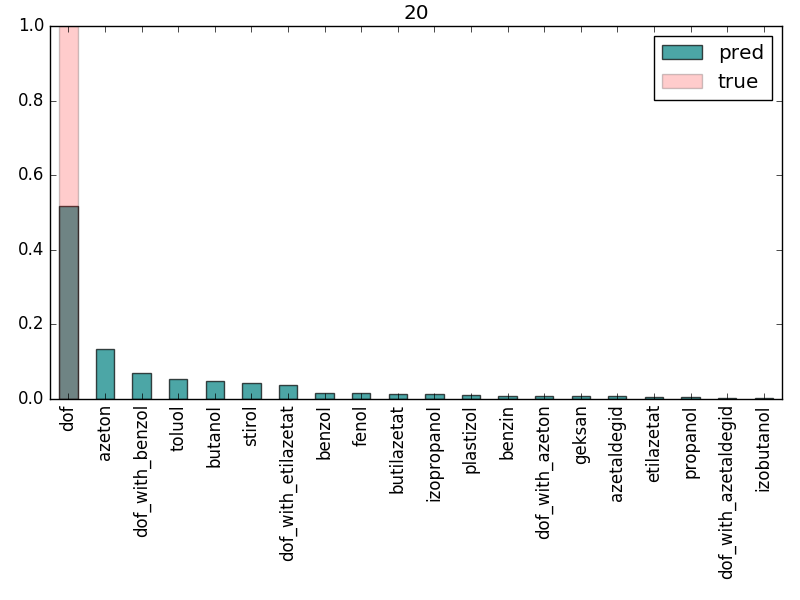 20
1.0
0.8
0.6
0.4
0.2
0.0
pred
true
dof
azeton
dof_with_benzol
toluol
butanol
stirol
dof_with_etilazetat
benzol
fenol
butilazetat
izopropanol
plastizol
benzin
dof_with_azeton
geksan
azetaldegid
etilazetat
propanol
dof_with_azetaldegid
izobutanol